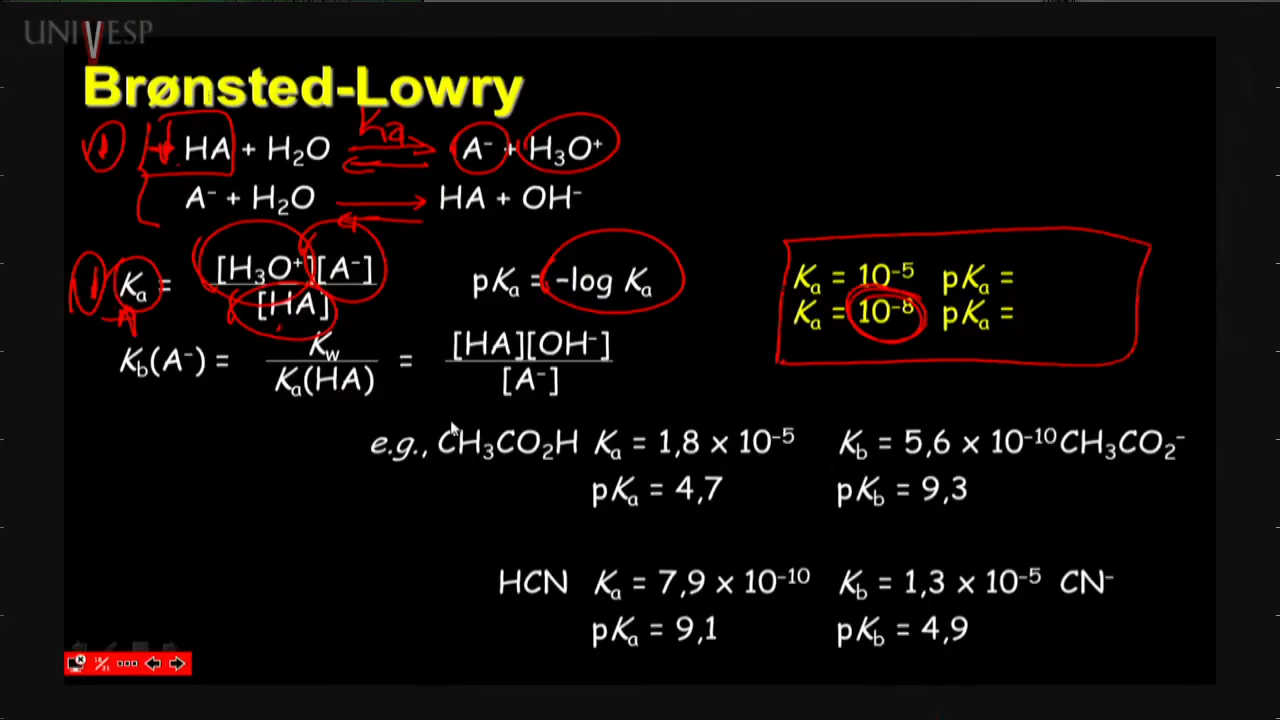 UNIVESP
Brønsted-Lowry
Ka
HA + H₂O A⁻ + H₃O⁺
A⁻ + H₂O HA + OH⁻
Ka = [H₃O⁺][A⁻] / [HA] pKa = –log Ka
Ka = 10⁻⁵ pKa =
Ka = 10⁻⁸ pKa =
Kb(A⁻) = Kw / Ka(HA) = [HA][OH⁻] / [A⁻]
e.g., CH₃CO₂H Ka = 1,8 x 10⁻⁵ Kb = 5,6 x 10⁻¹⁰ CH₃CO₂⁻
pKa = 4,7 pKb = 9,3
HCN Ka = 7,9 x 10⁻¹⁰ Kb = 1,3 x 10⁻⁵ CN⁻
pKa = 9,1 pKb = 4,9